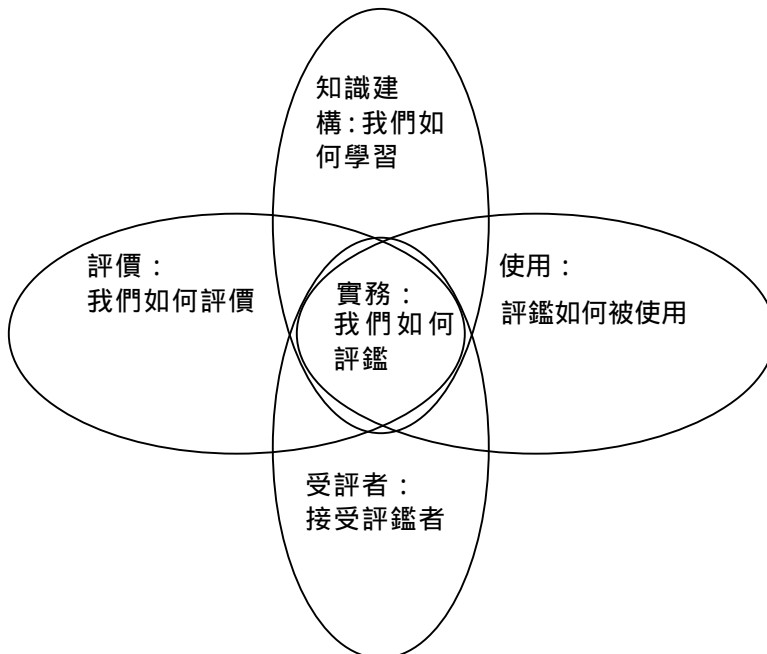 知識建
構：我們如
何學習
評價：
我們如何評價
實務：
我們如何
評鑑
使用：
評鑑如何被使用
受評者：
接受評鑑者